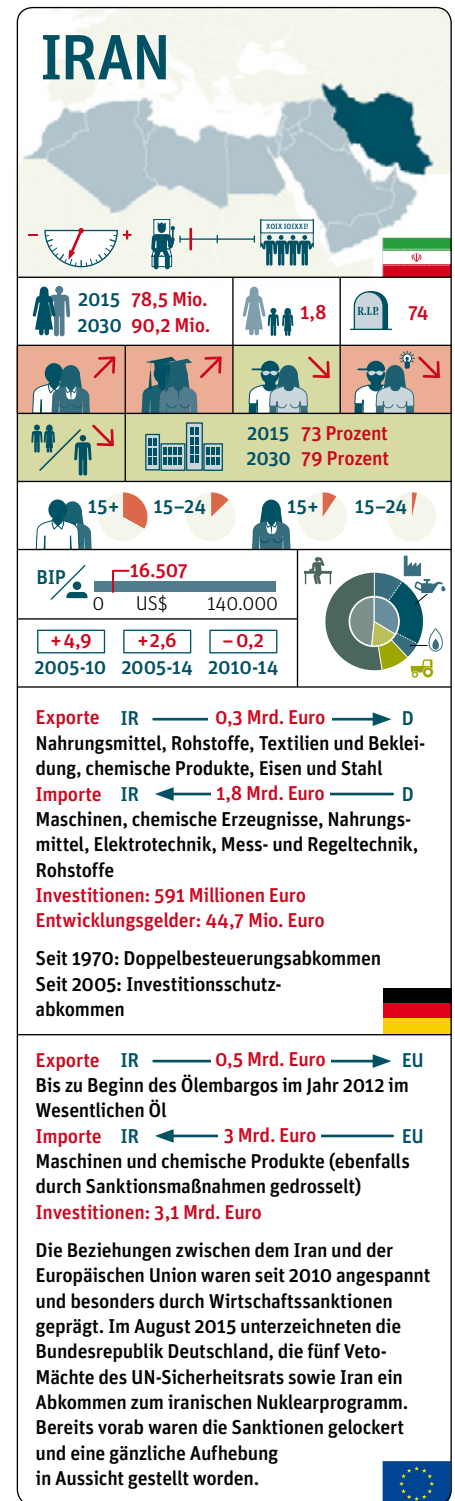 IRAN
– +
XOIX IOIXXI!
2015 78,5 Mio.
2030 90,2 Mio.
1,8
R.I.P.
74
2015 73 Prozent
2030 79 Prozent
15+ 15–24 15+ 15–24
BIP
16.507
0 US$ 140.000
+4,9 +2,6 –0,2
2005-10 2005-14 2010-14
Exporte IR 0,3 Mrd. Euro D
Nahrungsmittel, Rohstoffe, Textilien und Beklei-
dung, chemische Produkte, Eisen und Stahl
Importe IR 1,8 Mrd. Euro D
Maschinen, chemische Erzeugnisse, Nahrungs-
mittel, Elektrotechnik, Mess- und Regeltechnik,
Rohstoffe
Investitionen: 591 Millionen Euro
Entwicklungsgelder: 44,7 Mio. Euro
Seit 1970: Doppelbesteuerungsabkommen
Seit 2005: Investitionsschutz-
abkommen
Exporte IR 0,5 Mrd. Euro EU
Bis zu Beginn des Ölembargos im Jahr 2012 im
Wesentlichen Öl
Importe IR 3 Mrd. Euro EU
Maschinen und chemische Produkte (ebenfalls
durch Sanktionsmaßnahmen gedrosselt)
Investitionen: 3,1 Mrd. Euro
Die Beziehungen zwischen dem Iran und der
Europäischen Union waren seit 2010 angespannt
und besonders durch Wirtschaftssanktionen
geprägt. Im August 2015 unterzeichneten die
Bundesrepublik Deutschland, die fünf Veto-
Mächte des UN-Sicherheitsrats sowie Iran ein
Abkommen zum iranischen Nuklearprogramm.
Bereits vorab waren die Sanktionen gelockert
und eine gänzliche Aufhebung
in Aussicht gestellt worden.